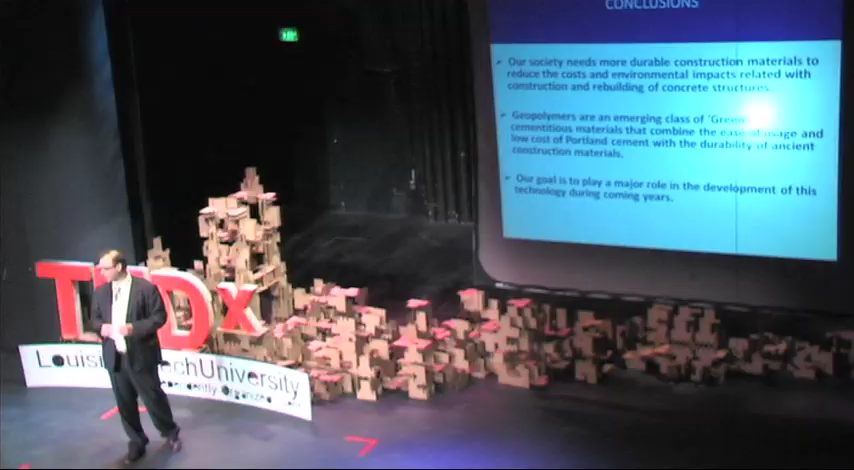 CONCLUSIONS
Our society needs more durable construction materials to
reduce the costs and environmental impacts related with
construction and rebuilding of concrete structures.
Geopolymers are an emerging class of 'Green
cementitious materials that combine the ease of usage and
low cost of Portland cement with the durability of ancient
construction materials.
Our goal is to play a major role in the development of this
technology during coming years.
TEDx
University